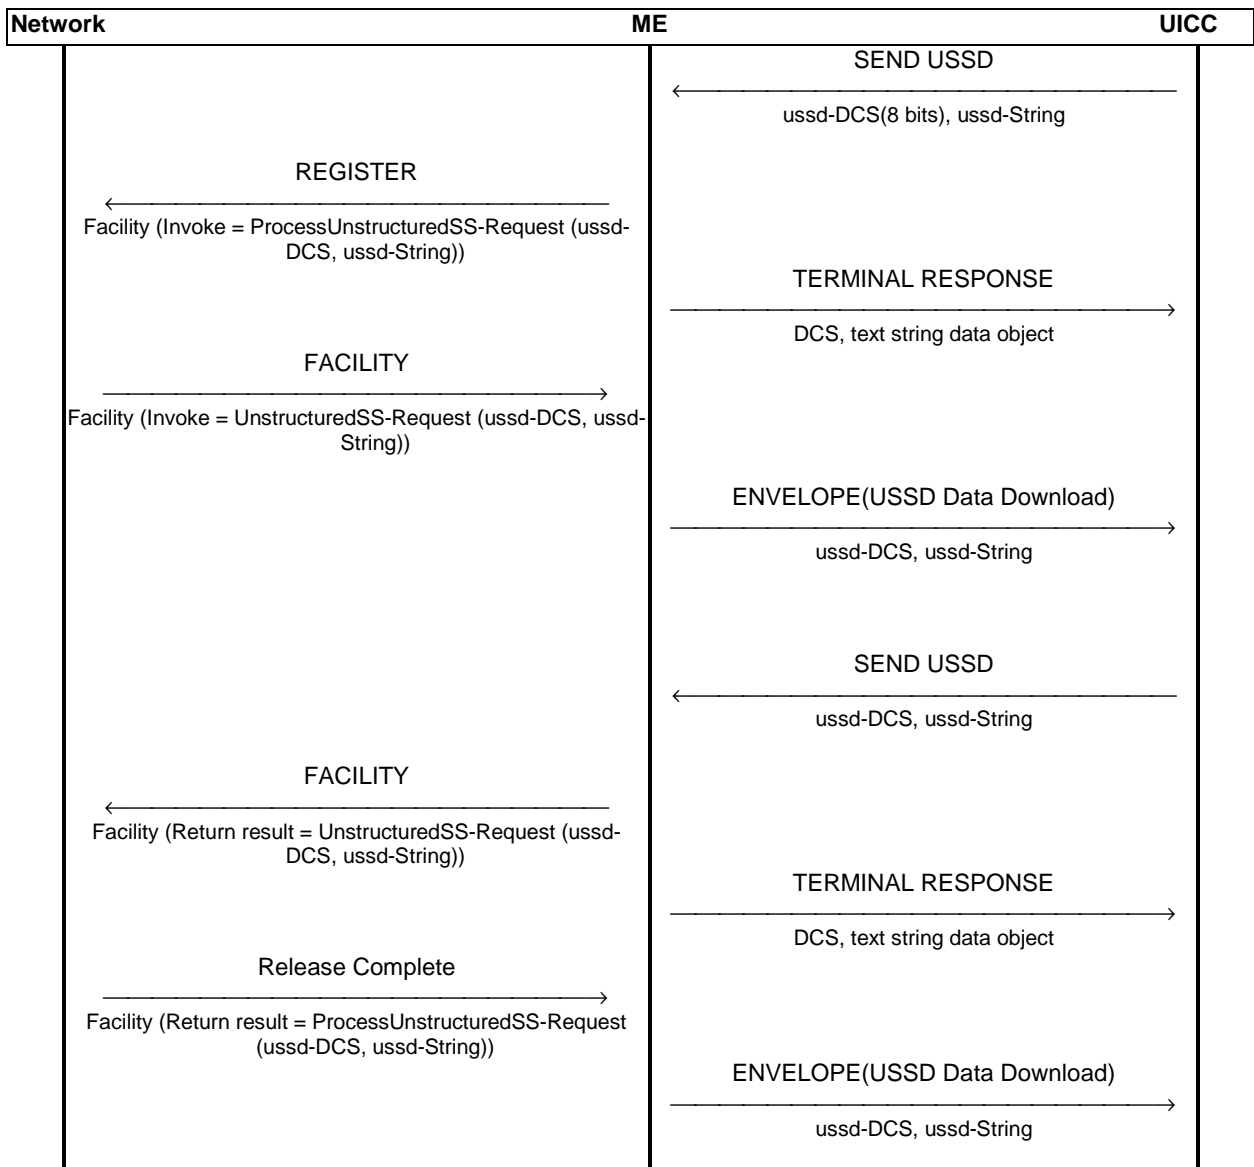 Network ME UICC
SEND USSD
ussd-DCS(8 bits), ussd-String
REGISTER
Facility (Invoke = ProcessUnstructuredSS-Request (ussd-
DCS, ussd-String))
TERMINAL RESPONSE
DCS, text string data object
FACILITY
Facility (Invoke = UnstructuredSS-Request (ussd-DCS, ussd-
String))
ENVELOPE(USSD Data Download)
ussd-DCS, ussd-String
SEND USSD
ussd-DCS, ussd-String
FACILITY
Facility (Return result = UnstructuredSS-Request (ussd-
DCS, ussd-String))
TERMINAL RESPONSE
DCS, text string data object
Release Complete
Facility (Return result = ProcessUnstructuredSS-Request
(ussd-DCS, ussd-String))
ENVELOPE(USSD Data Download)
ussd-DCS, ussd-String